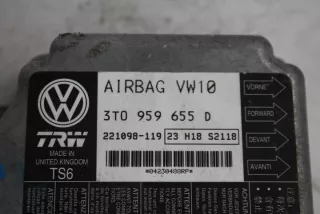 AIRBAG VW10
VORNE
3T0 959 655 D
FORWARD
TRW
221098-119 23 H18 S2118
DEVANT
MADE IN
UNITED KINGDOM
TS6
*04230488RF*
AVANTI